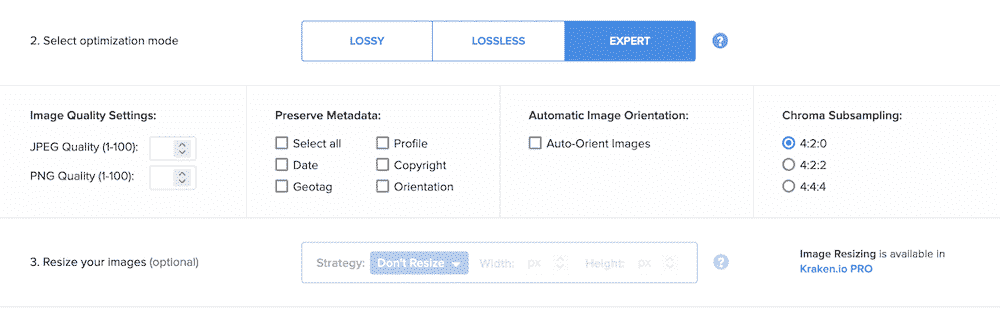 2. Select optimization mode
LOSSY
LOSSLESS
EXPERT
?
Image Quality Settings:
JPEG Quality (1-100):
PNG Quality (1-100):
Preserve Metadata:
Select all
Profile
Date
Copyright
Geotag
Orientation
Automatic Image Orientation:
Auto-Orient Images
Chroma Subsampling:
4:2:0
4:2:2
4:4:4
3. Resize your images (optional)
Strategy: Don't Resize Width: px Height: px
?
Image Resizing is available in
Kraken.io PRO